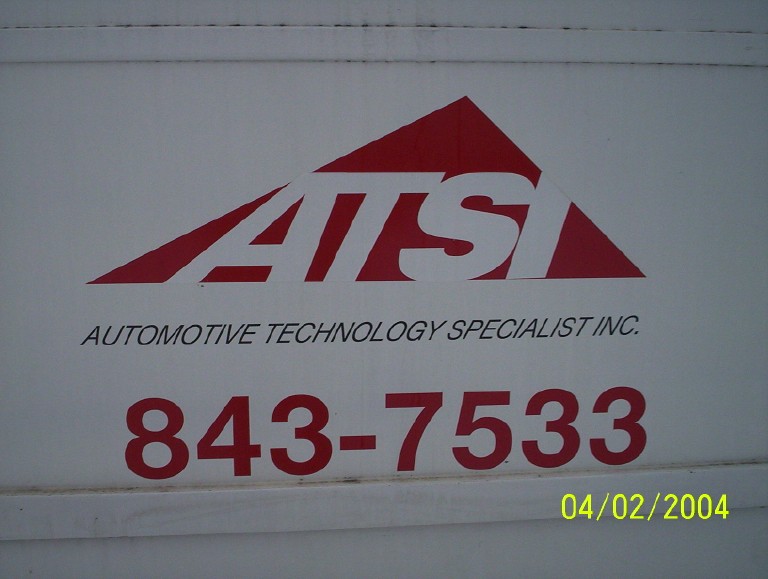 ATSI
AUTOMOTIVE TECHNOLOGY SPECIALIST INC.
843-7533
04/02/2004